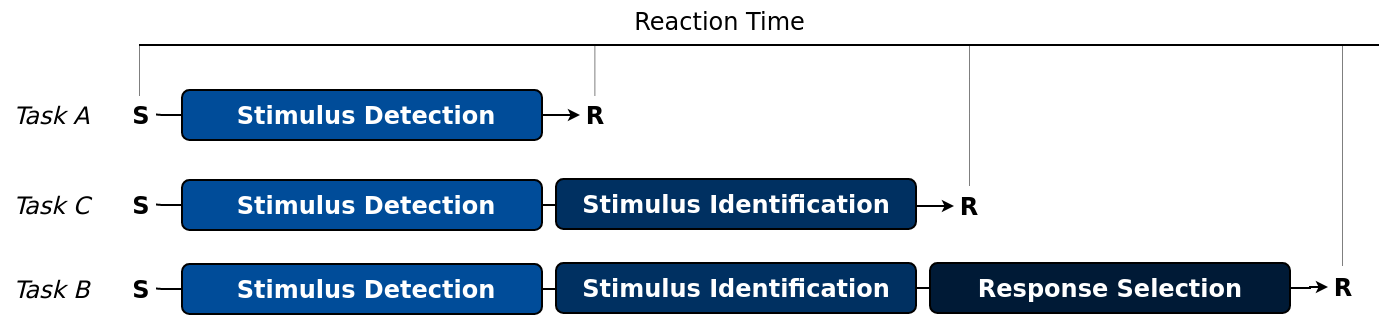 Reaction Time
Task A S Stimulus Detection R
Task C S Stimulus Detection Stimulus Identification R
Task B S Stimulus Detection Stimulus Identification Response Selection R